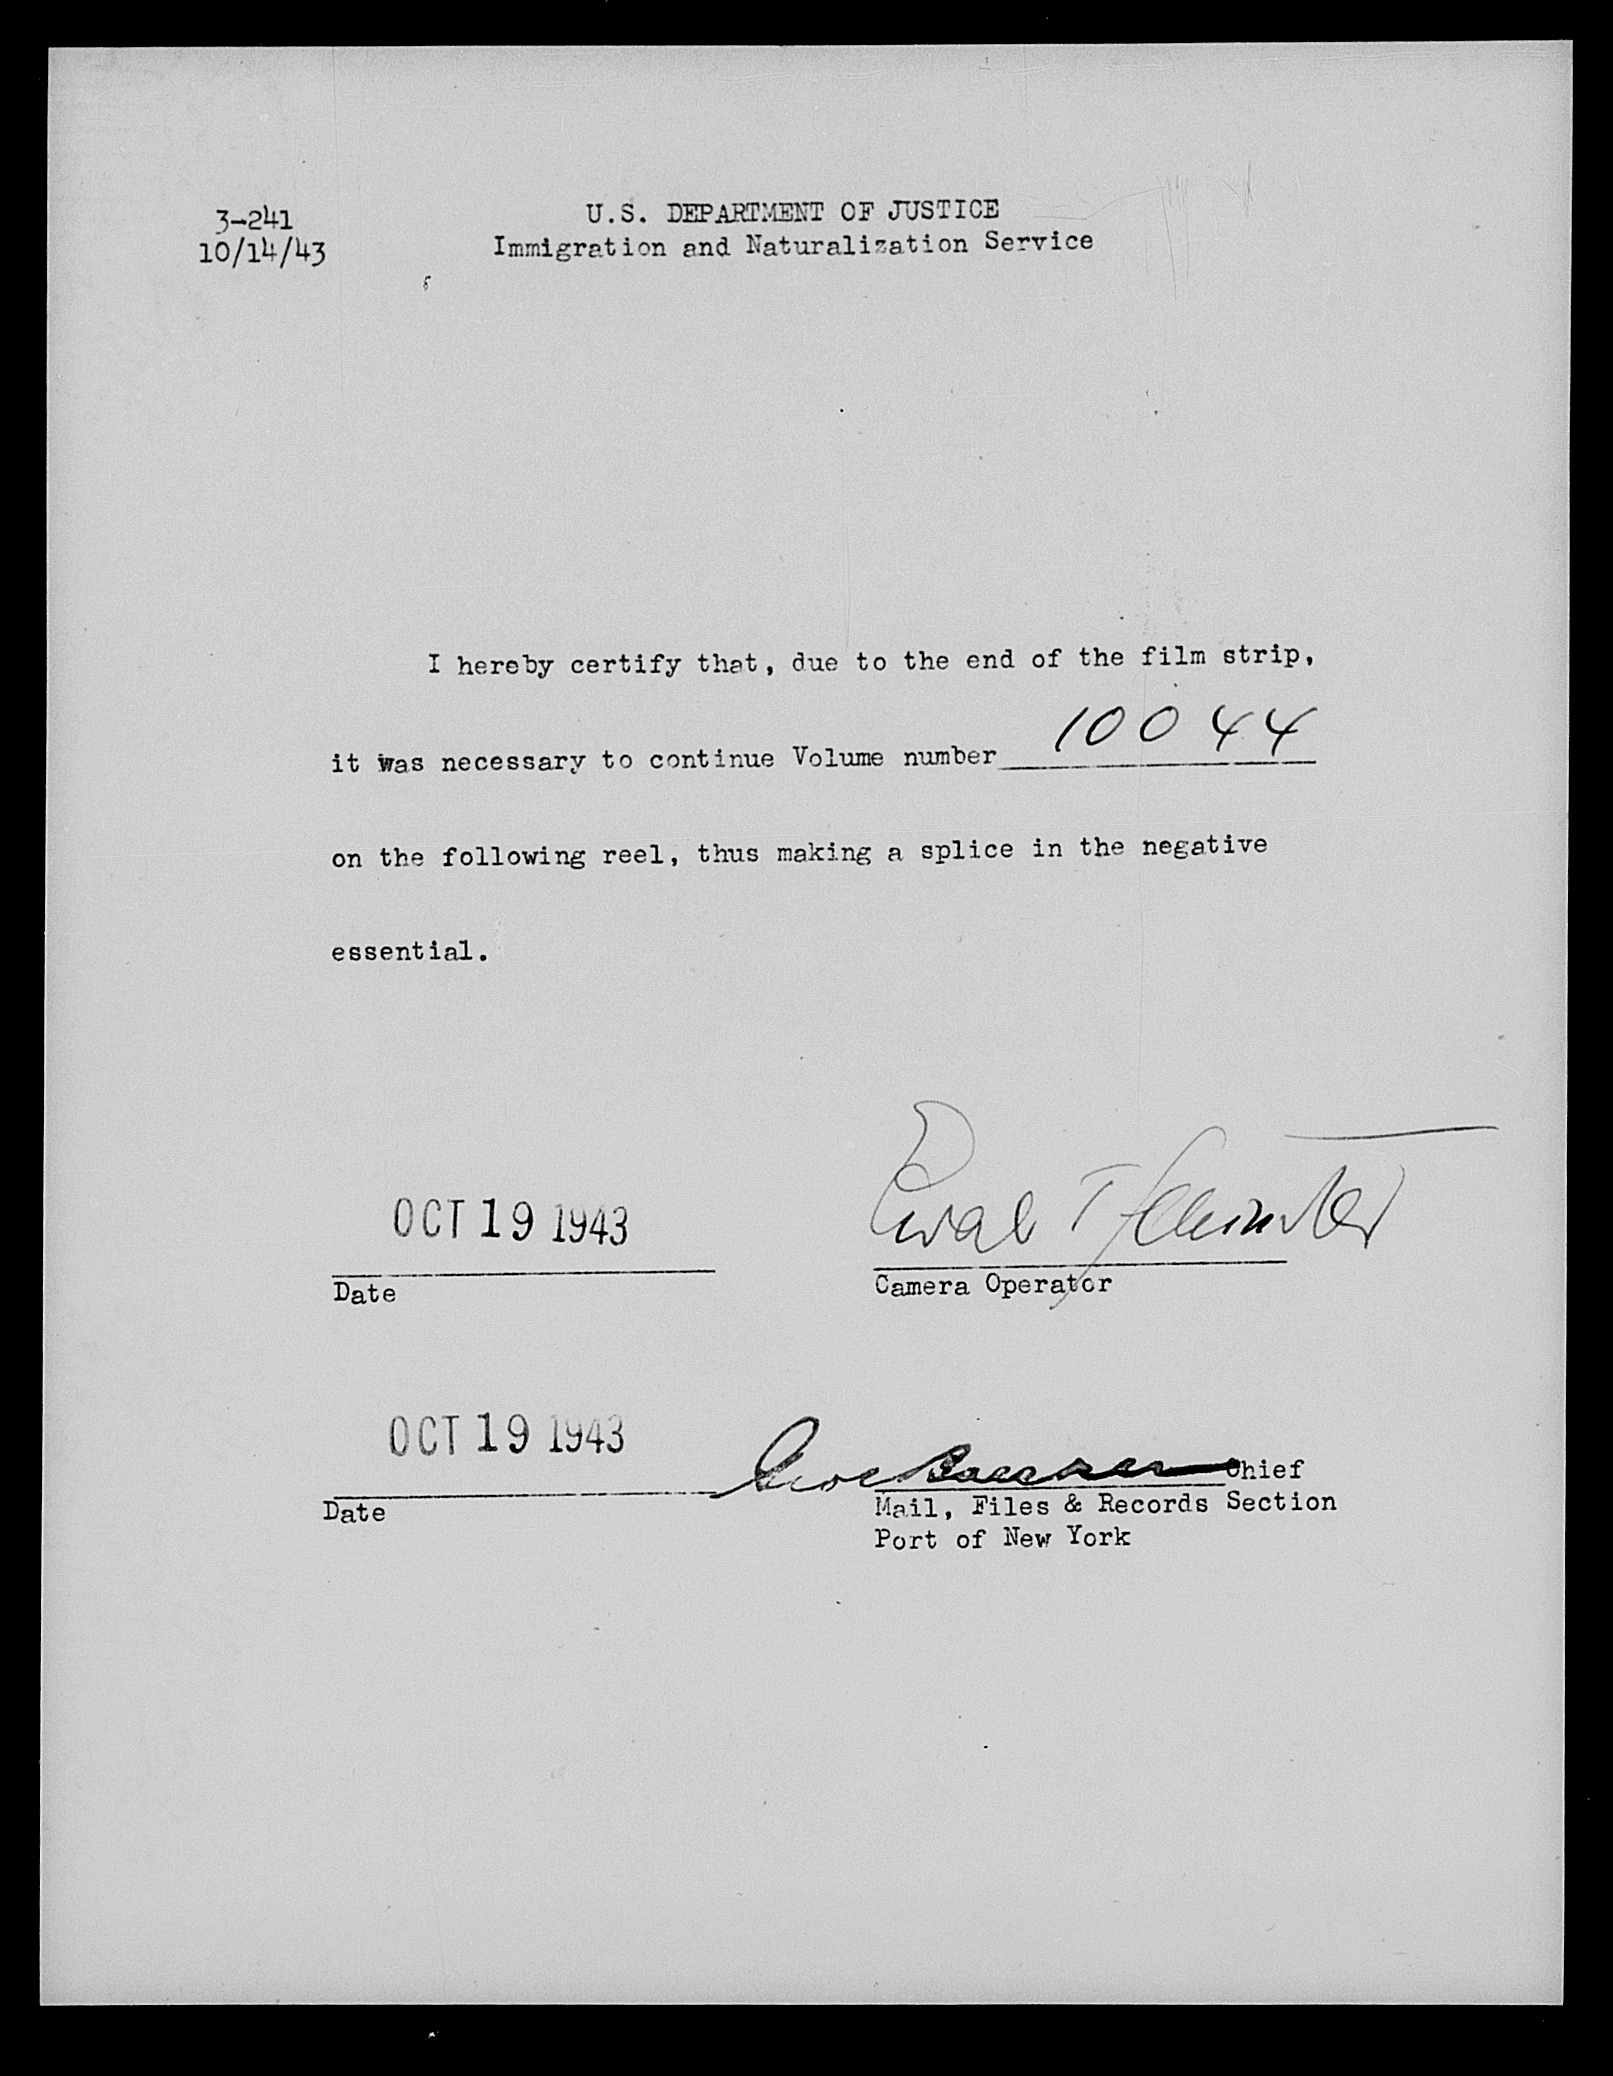 3-241
10/14/43
U.S. DEPARTMENT OF JUSTICE
Immigration and Naturalization Service
I hereby certify that, due to the end of the film strip,
it was necessary to continue Volume number 10044
on the following reel, thus making a splice in the negative
essential.
OCT 19 1943
Date
Camera Operator
OCT 19 1943
Date
Chief
Mail, Files & Records Section
Port of New York